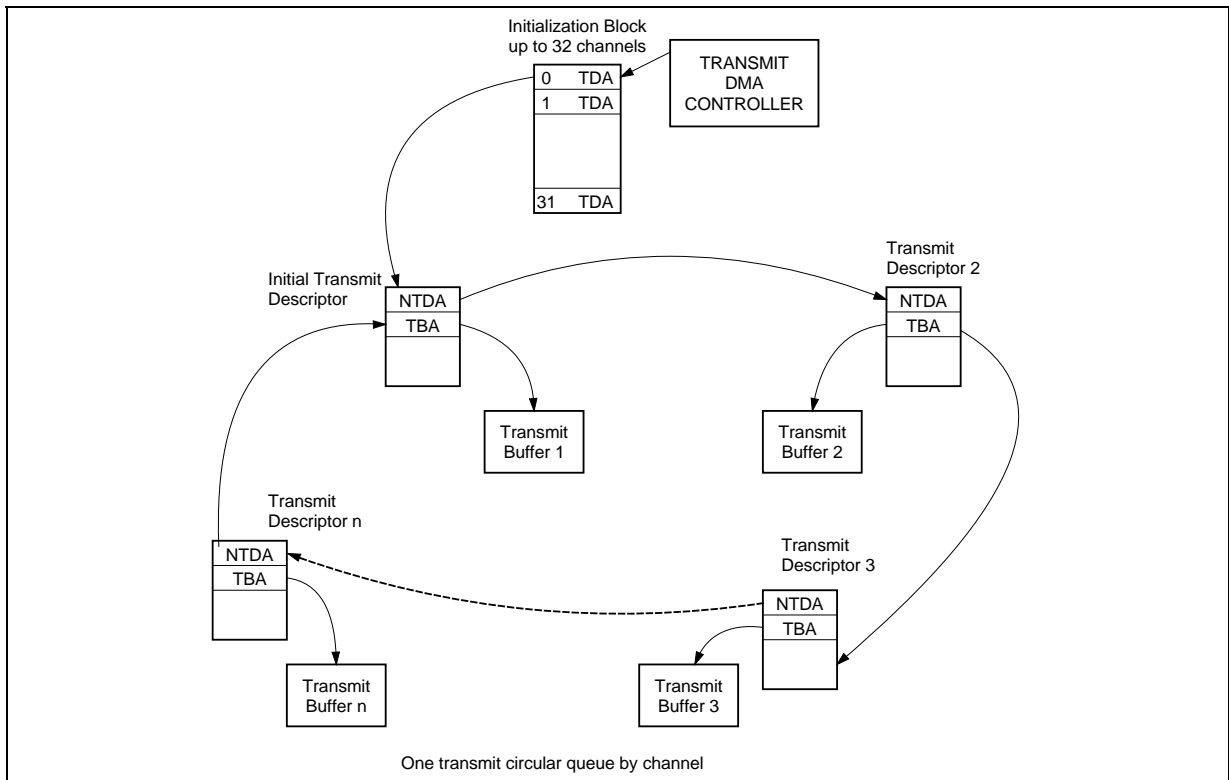 Initialization Block
up to 32 channels
TRANSMIT
DMA
CONTROLLER
0 TDA
1 TDA
31 TDA
Initial Transmit
Descriptor
NTDA
TBA
Transmit
Descriptor 2
NTDA
TBA
Transmit
Buffer 1
Transmit
Buffer 2
Transmit
Descriptor n
NTDA
TBA
Transmit
Descriptor 3
NTDA
TBA
Transmit
Buffer n
Transmit
Buffer 3
One transmit circular queue by channel